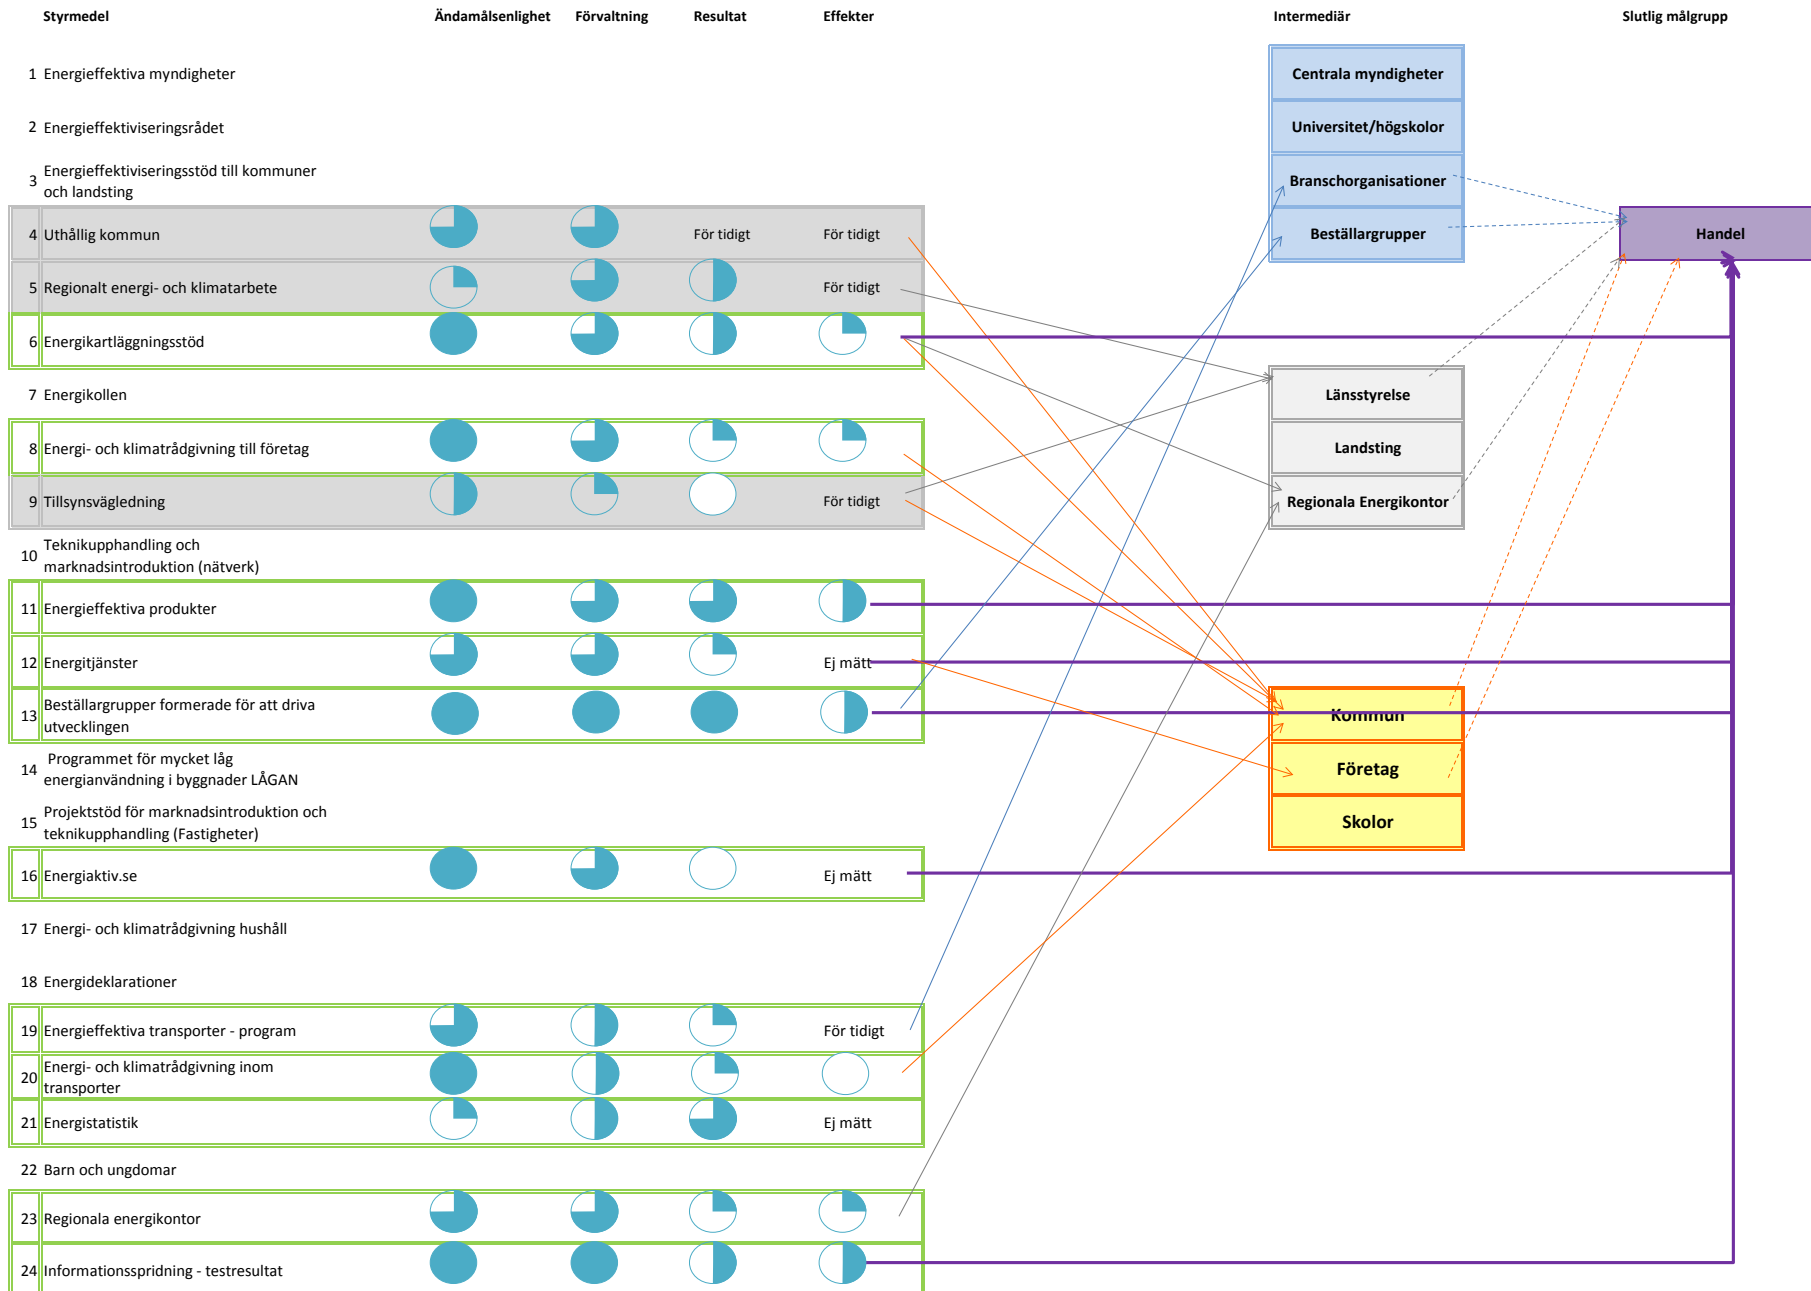 Styrmedel Ändamålsenlighet Förvaltning Resultat Effekter Intermediär Slutlig målgrupp
1 Energieffektiva myndigheter
Centrala myndigheter
2 Energieffektiviseringsrådet
Universitet/högskolor
3 Energieffektiviseringsstöd till kommuner
och landsting
Branschorganisationer
4 Uthållig kommun För tidigt För tidigt
Beställargrupper
Handel
5 Regionalt energi- och klimatarbete För tidigt
6 Energikartläggningsstöd
7 Energikollen
Länsstyrelse
8 Energi- och klimatrådgivning till företag
Landsting
9 Tillsynsvägledning För tidigt
Regionala Energikontor
10 Teknikupphandling och
marknadsintroduktion (nätverk)
11 Energieffektiva produkter
12 Energitjänster Ej mätt
13 Beställargrupper formerade för att driva
utvecklingen
Kommun
14 Programmet för mycket låg
energianvändning i byggnader LÅGAN
Företag
15 Projektstöd för marknadsintroduktion och
teknikupphandling (Fastigheter)
Skolor
16 Energiaktiv.se Ej mätt
17 Energi- och klimatrådgivning hushåll
18 Energideklarationer
19 Energieffektiva transporter - program För tidigt
20 Energi- och klimatrådgivning inom
transporter
21 Energistatistik Ej mätt
22 Barn och ungdomar
23 Regionala energikontor
24 Informationsspridning - testresultat